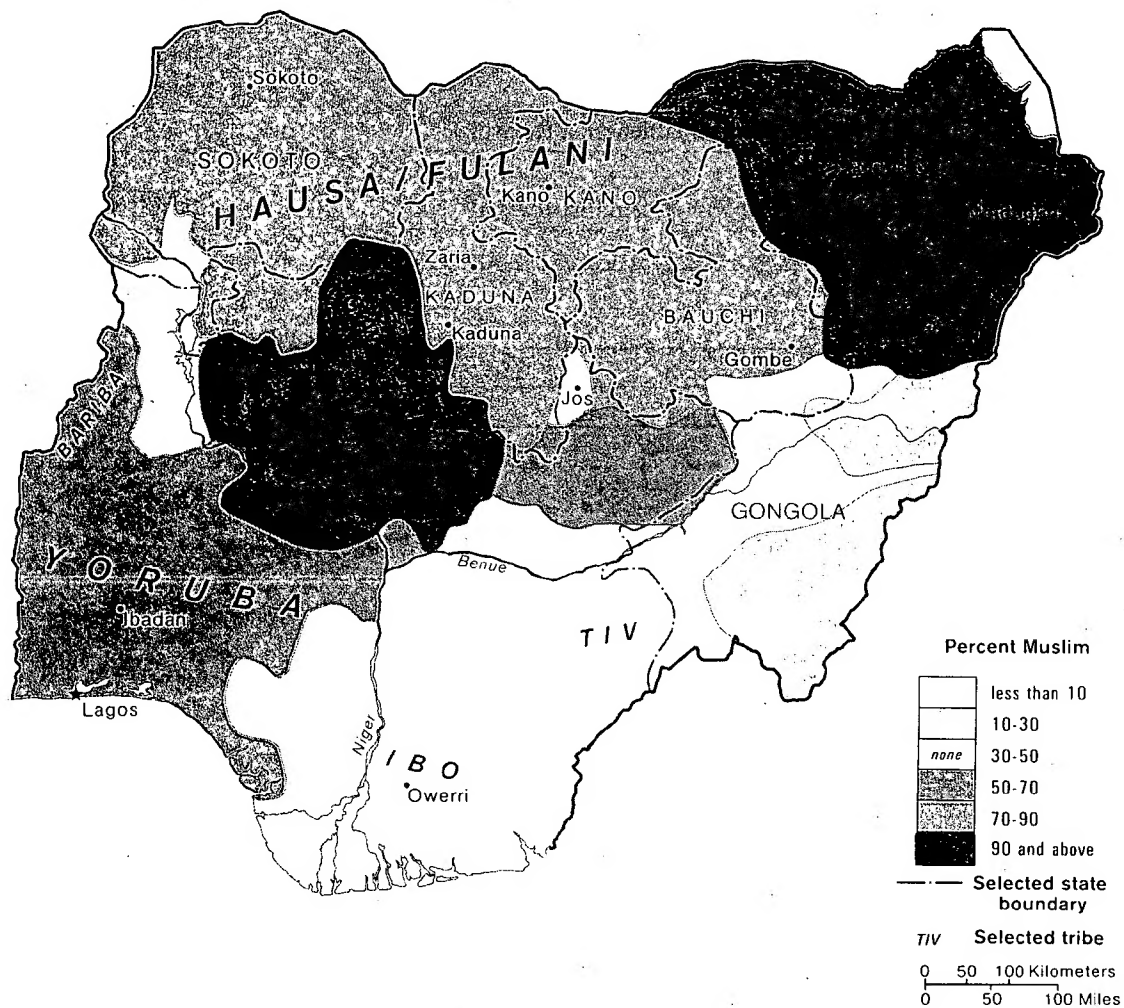 Sokoto
SOKOTO
HAUSA/FULANI
Kano
KANO
Zaria
KADUNA
Kaduna
BAUCHI
Gombe
Jos
BARIBA
GONGOLA
YORUBA
Benue
Ibadan
TIV
Lagos
Niger
IBO
Owerri
Percent Muslim
less than 10
10-30
none 30-50
50-70
70-90
90 and above
Selected state
boundary
TIV Selected tribe
0 50 100 Kilometers
0 50 100 Miles